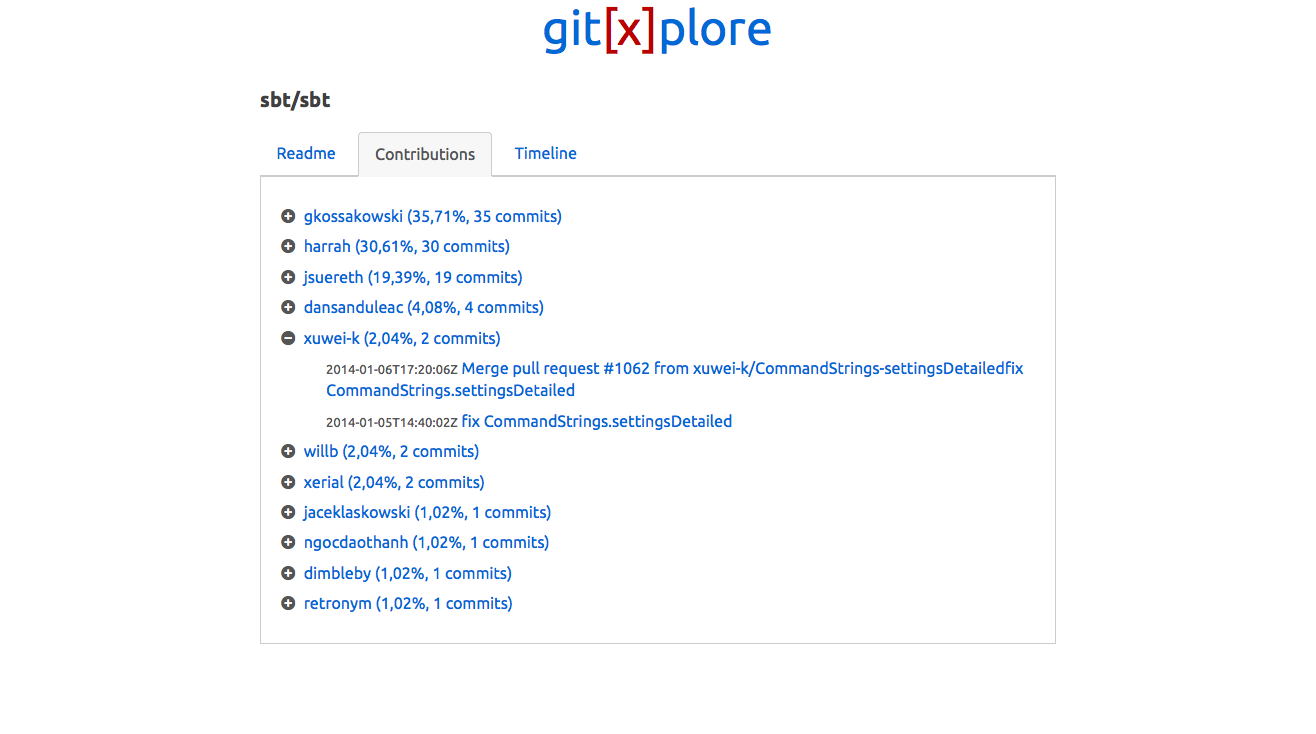 git[x]plore
sbt/sbt
Readme
Contributions
Timeline
gkossakowski (35,71%, 35 commits)
harrah (30,61%, 30 commits)
jsuereth (19,39%, 19 commits)
dansanduleac (4,08%, 4 commits)
xuwei-k (2,04%, 2 commits)
2014-01-06T17:20:06Z Merge pull request #1062 from xuwei-k/CommandStrings-settingsDetailedfix
CommandStrings.settingsDetailed
2014-01-05T14:40:02Z fix CommandStrings.settingsDetailed
willb (2,04%, 2 commits)
xerial (2,04%, 2 commits)
jaceklaskowski (1,02%, 1 commits)
ngocdaothanh (1,02%, 1 commits)
dimbleby (1,02%, 1 commits)
retronym (1,02%, 1 commits)